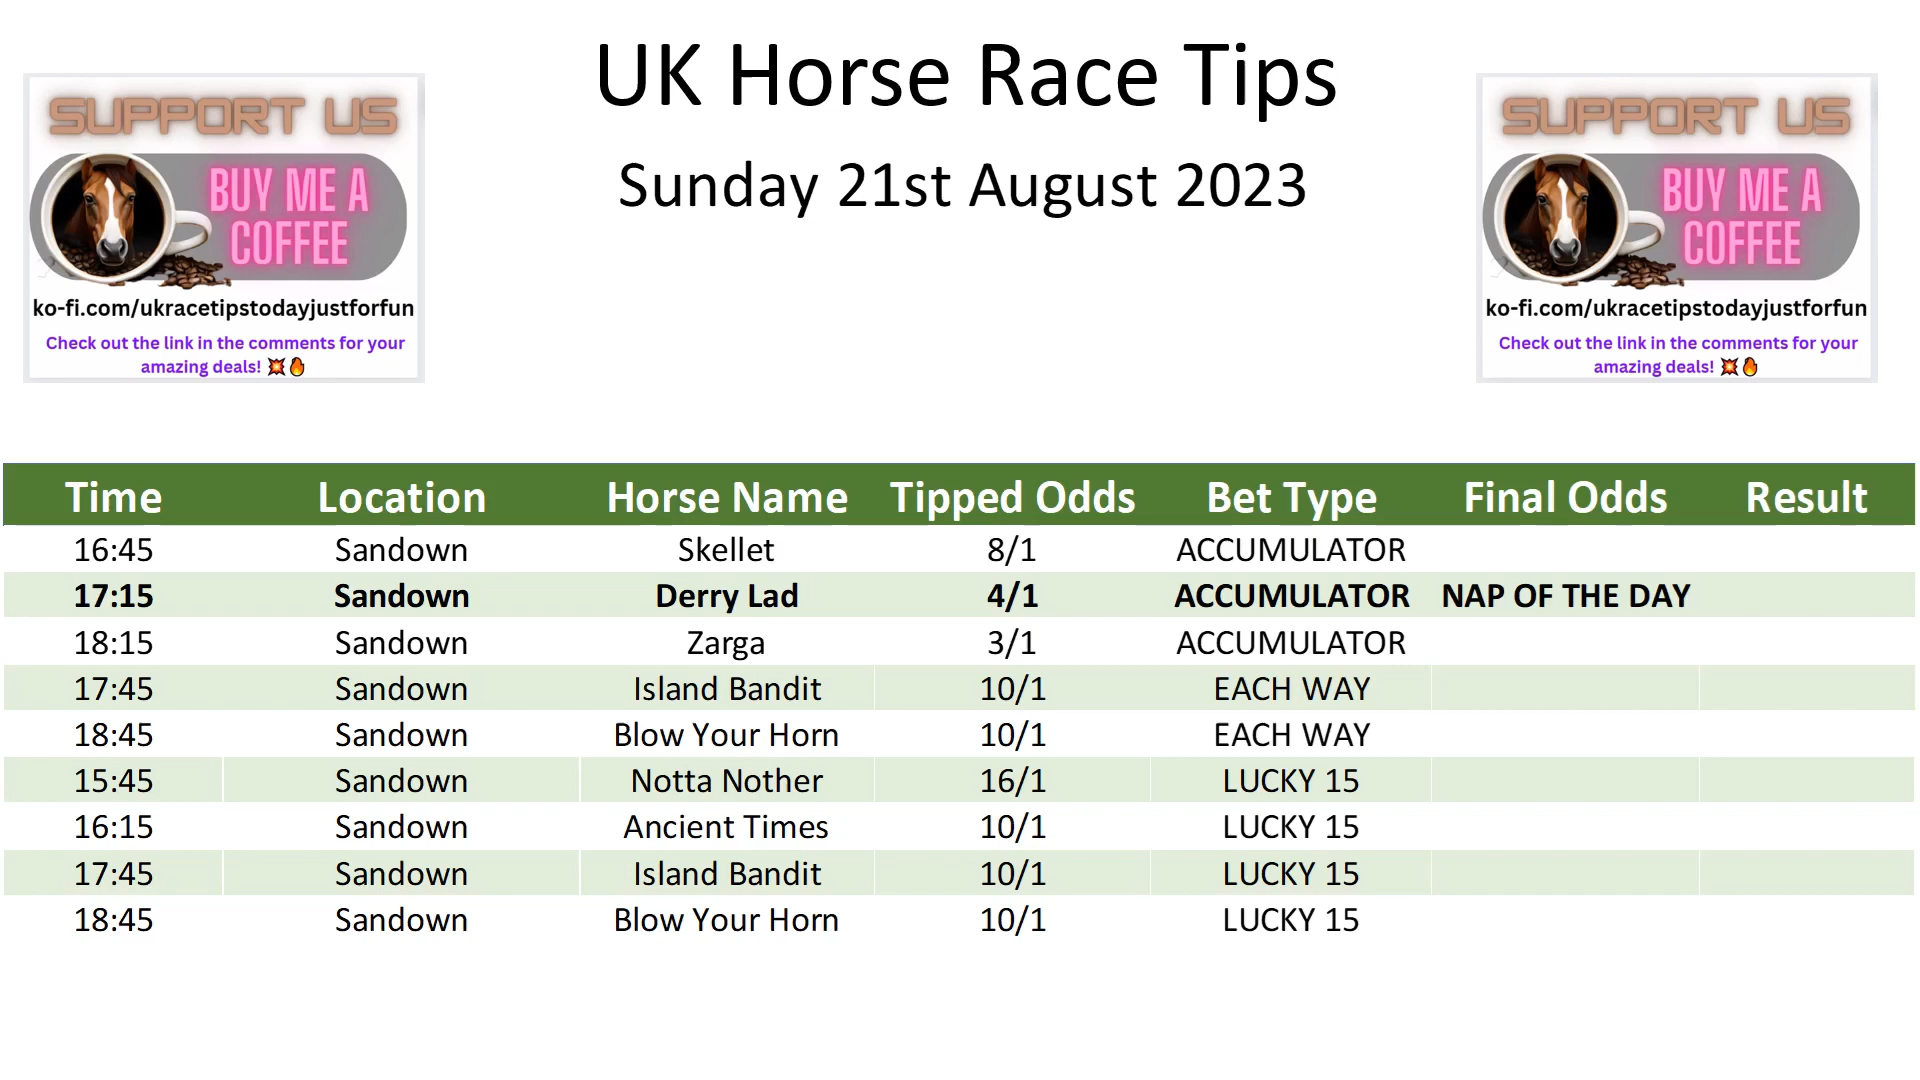 UK Horse Race Tips
Sunday 21st August 2023
SUPPORT US
BUY ME A
COFFEE
ko-fi.com/ukracetipstodayjustforfun
Check out the link in the comments for your
amazing deals! 💥🔥
SUPPORT US
BUY ME A
COFFEE
ko-fi.com/ukracetipstodayjustforfun
Check out the link in the comments for your
amazing deals! 💥🔥
Time Location Horse Name Tipped Odds Bet Type Final Odds Result
16:45 Sandown Skellet 8/1 ACCUMULATOR
17:15 Sandown Derry Lad 4/1 ACCUMULATOR NAP OF THE DAY
18:15 Sandown Zarga 3/1 ACCUMULATOR
17:45 Sandown Island Bandit 10/1 EACH WAY
18:45 Sandown Blow Your Horn 10/1 EACH WAY
15:45 Sandown Notta Nother 16/1 LUCKY 15
16:15 Sandown Ancient Times 10/1 LUCKY 15
17:45 Sandown Island Bandit 10/1 LUCKY 15
18:45 Sandown Blow Your Horn 10/1 LUCKY 15